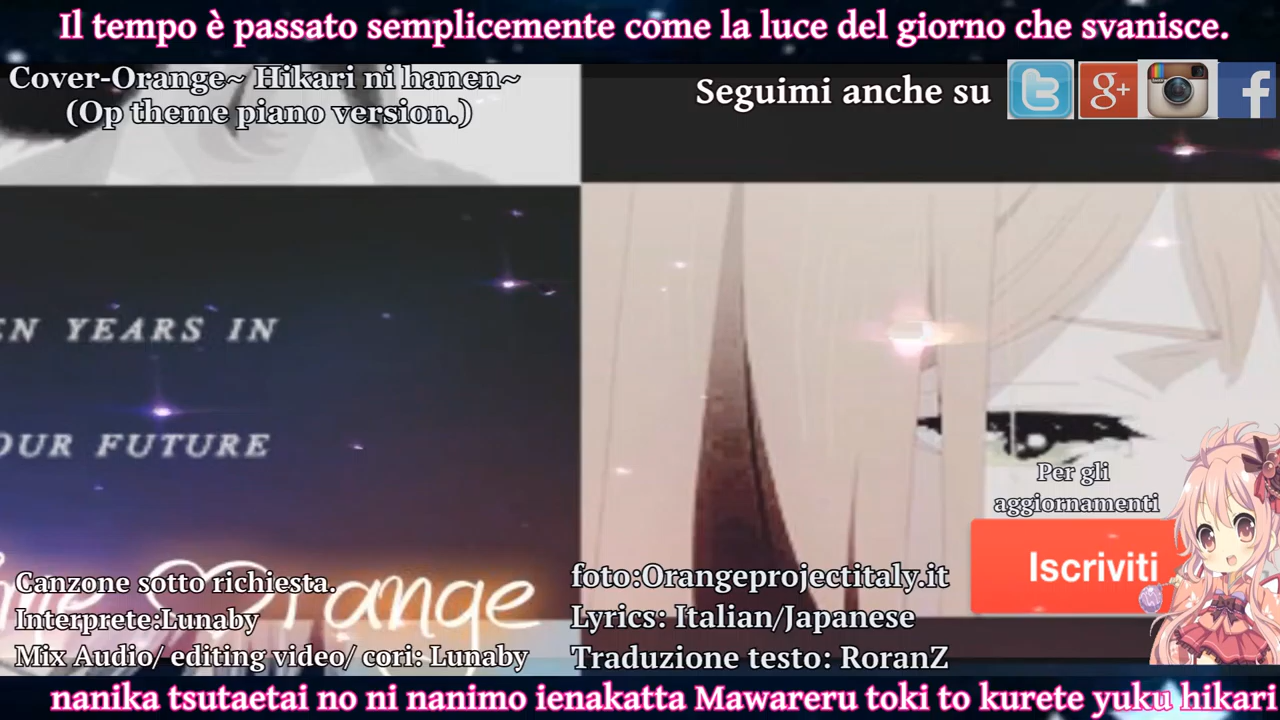 Il tempo è passato semplicemente come la luce del giorno che svanisce.
Cover-Orange~ Hikari ni hanen~
(Op theme piano version.)
Seguimi anche su
g+
f
EN YEARS IN
OUR FUTURE
Orange
Per gli
aggiornamenti
Iscriviti
Canzone sotto richiesta.
Interprete:Lunaby
Mix Audio/ editing video/ cori: Lunaby
foto:Orangeprojectitaly.it
Lyrics: Italian/Japanese
Traduzione testo: RoranZ
nanika tsutaetai no ni nanimo ienakatta Mawareru toki to kurete yuku hikari